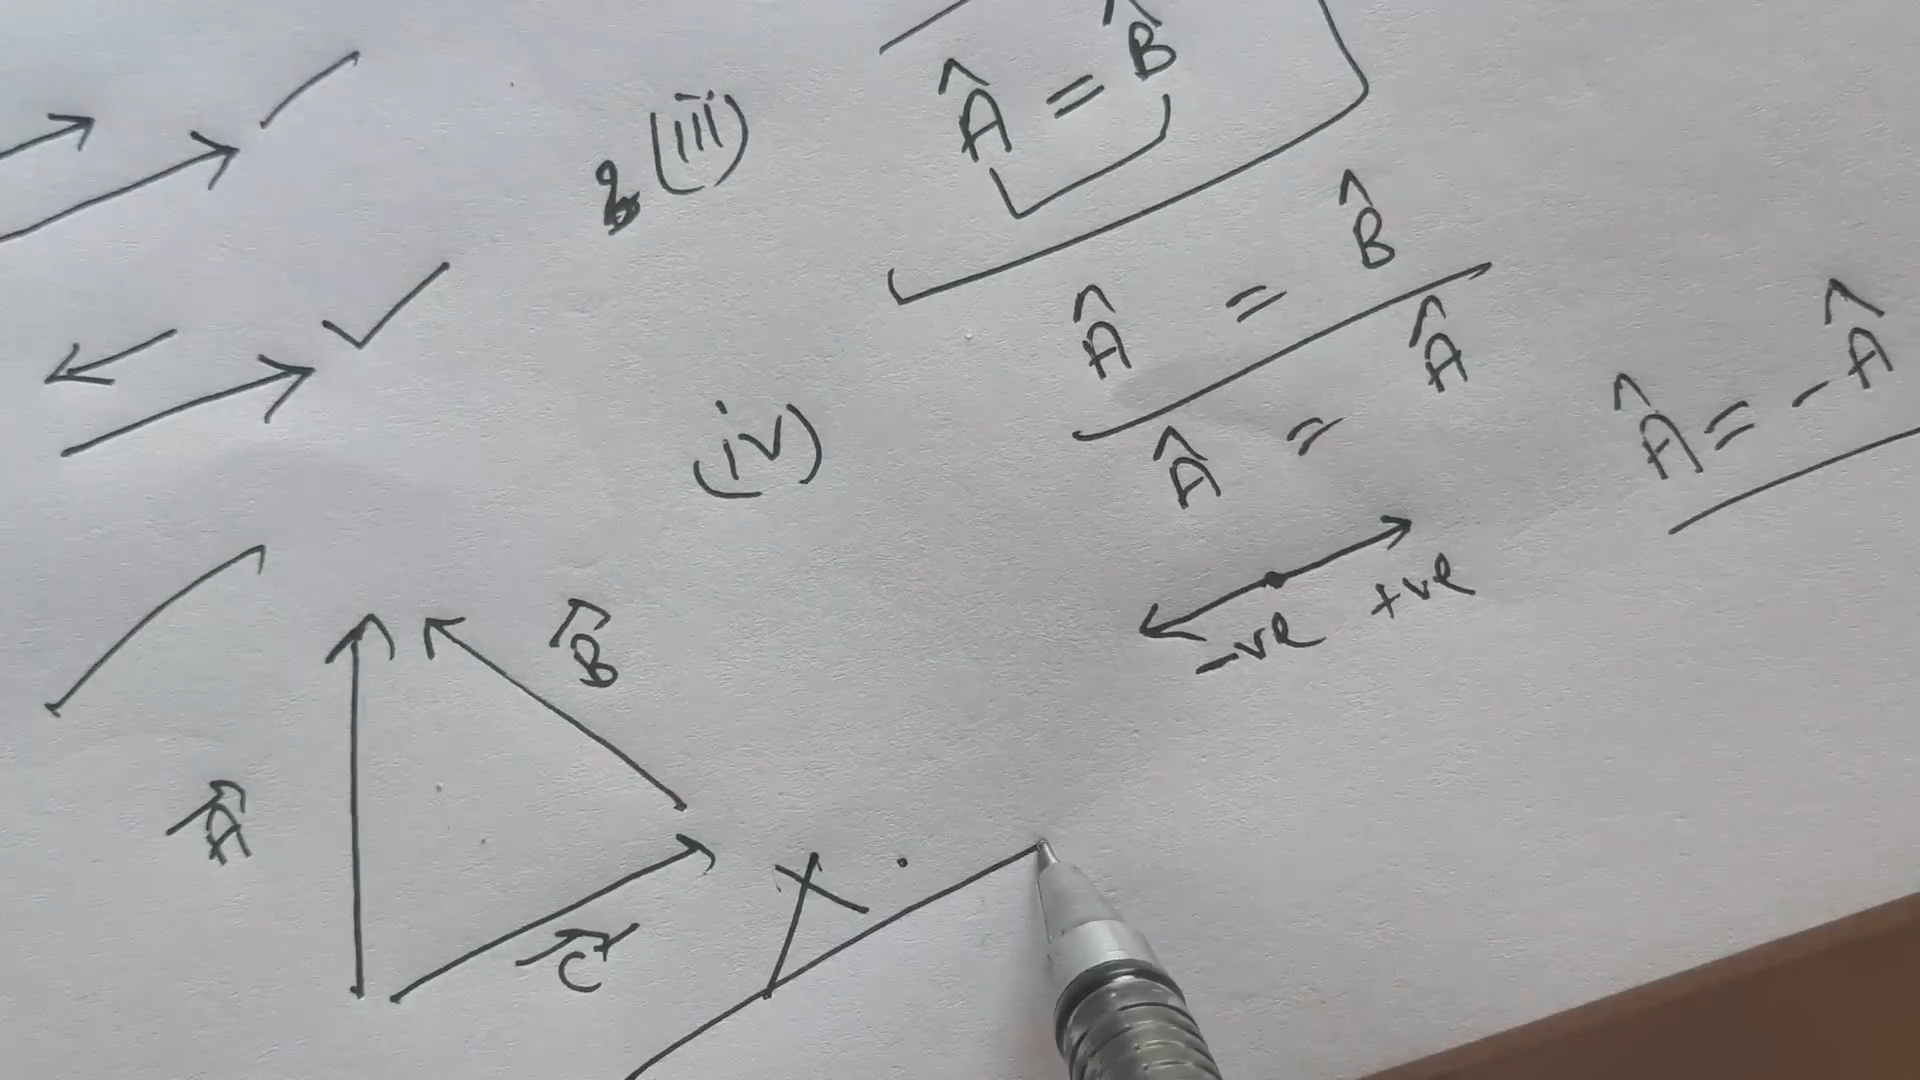 (iii) Â = B̂
Â = B̂
(iv) Â = Â
Â = -Â
-ve +ve
B⃗
A⃗
C⃗